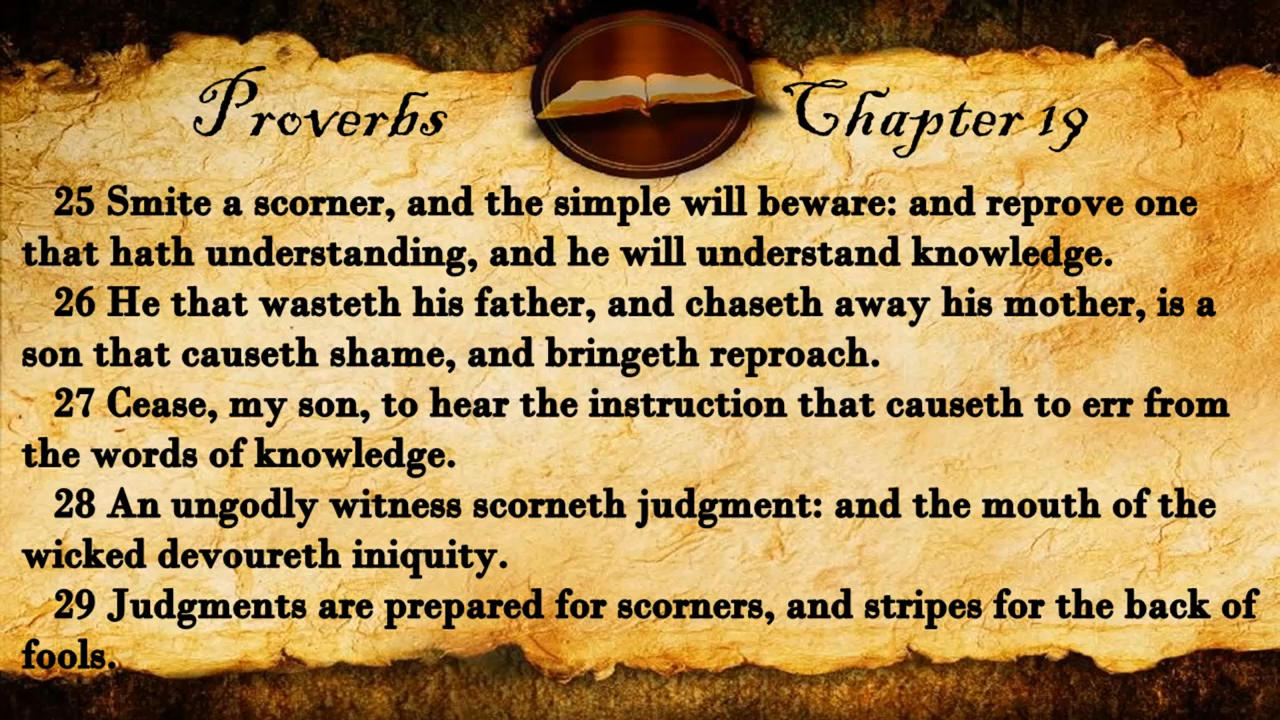 Proverbs Chapter 19
25 Smite a scorner, and the simple will beware: and reprove one
that hath understanding, and he will understand knowledge.
26 He that wasteth his father, and chaseth away his mother, is a
son that causeth shame, and bringeth reproach.
27 Cease, my son, to hear the instruction that causeth to err from
the words of knowledge.
28 An ungodly witness scorneth judgment: and the mouth of the
wicked devoureth iniquity.
29 Judgments are prepared for scorners, and stripes for the back of
fools.